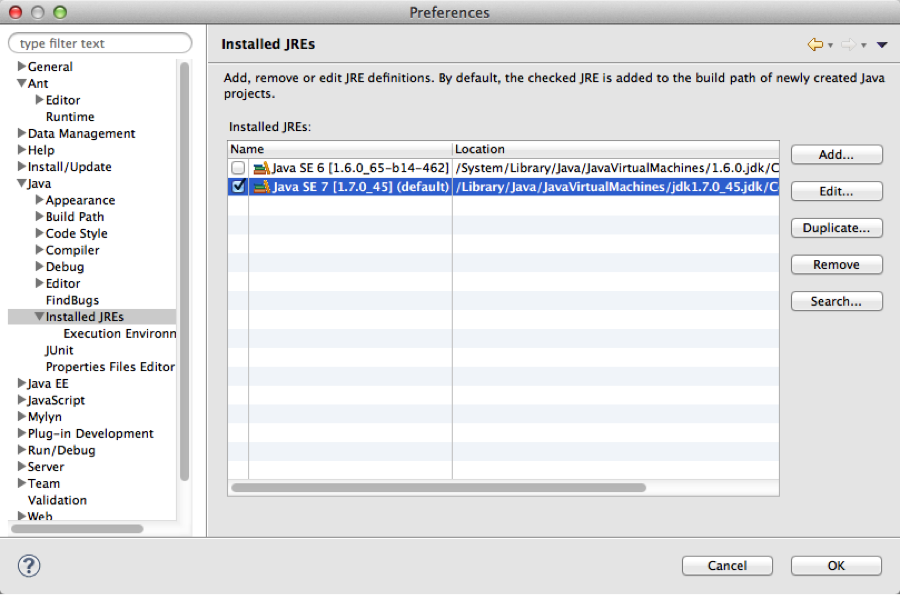 Preferences
type filter text
General
Ant
Editor
Runtime
Data Management
Help
Install/Update
Java
Appearance
Build Path
Code Style
Compiler
Debug
Editor
FindBugs
Installed JREs
Execution Environn
JUnit
Properties Files Editor
Java EE
JavaScript
Mylyn
Plug-in Development
Run/Debug
Server
Team
Validation
Web
Installed JREs
Add, remove or edit JRE definitions. By default, the checked JRE is added to the build path of newly created Java
projects.
Installed JREs:
Name Location
Java SE 6 [1.6.0_65-b14-462] /System/Library/Java/JavaVirtualMachines/1.6.0.jdk/C
Java SE 7 [1.7.0_45] (default) /Library/Java/JavaVirtualMachines/jdk1.7.0_45.jdk/C
Add...
Edit...
Duplicate...
Remove
Search...
?
Cancel
OK